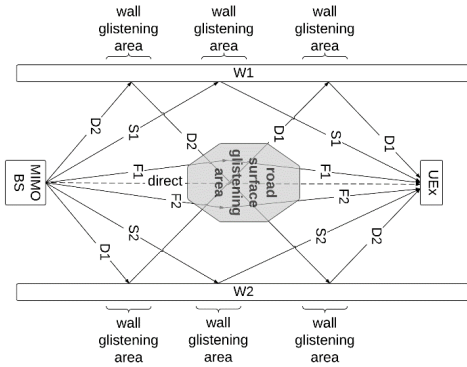 wall
glistening
area
wall
glistening
area
wall
glistening
area
W1
D2
S1
D2
D1
S1
D1
MIMO
BS
F1
direct
F2
road
surface
glistening
area
F1
F2
UEx
D1
S2
S2
D2
W2
wall
glistening
area
wall
glistening
area
wall
glistening
area